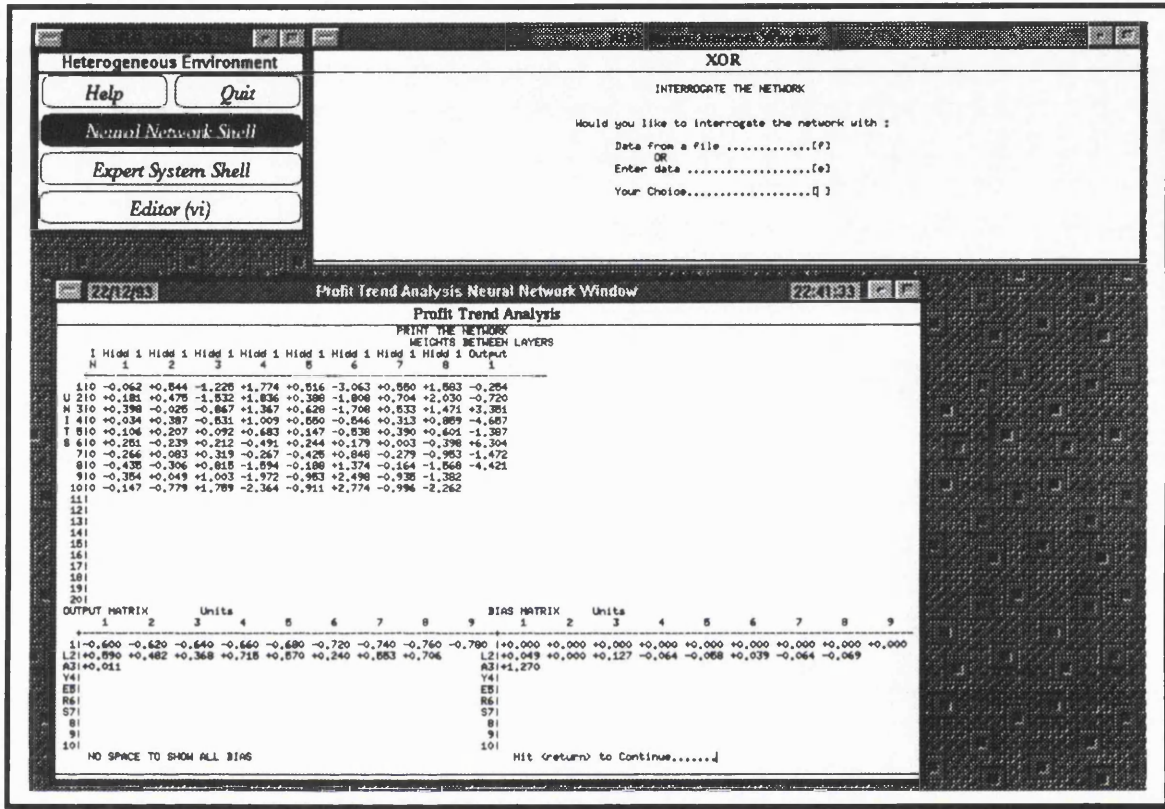 Heterogeneous Environment
Help Quit
Neural Network Shell
Expert System Shell
Editor (vi)
XOR
INTERROGATE THE NETWORK
Would you like to interrogate the network with :
Data from a file ..............[f]
OR
Enter data .....................[e]
Your Choice.....................[ ]
22/12/93 Profit Trend Analysis Neural Network Window 22:41:33
Profit Trend Analysis
PRINT THE NETWORK
WEIGHTS BETWEEN LAYERS
I Hidd 1 Hidd 1 Hidd 1 Hidd 1 Hidd 1 Hidd 1 Hidd 1 Hidd 1 Output
N 1 2 3 4 5 6 7 8 1
1|0 -0.062 +0.544 -1.225 +1.774 +0.516 -3.063 +0.550 +1.583 -0.254
U 2|0 +0.181 +0.475 -1.532 +1.836 +0.388 -1.808 +0.704 +2.030 -0.720
N 3|0 +0.398 -0.025 -0.867 +1.367 +0.628 -1.708 +0.533 +1.471 +3.351
I 4|0 +0.034 +0.387 -0.531 +1.009 +0.550 -0.546 +0.313 +0.859 -4.657
T 5|0 +0.106 +0.207 +0.092 +0.683 +0.147 -0.538 +0.390 +0.601 -1.387
S 6|0 +0.251 -0.239 +0.212 -0.491 +0.244 +0.179 +0.003 -0.398 +6.304
7|0 -0.266 +0.083 +0.319 -0.267 -0.425 +0.848 -0.279 -0.953 -1.472
8|0 -0.435 -0.306 +0.815 -1.594 -0.188 +1.374 -0.164 -1.568 -4.421
9|0 -0.354 +0.049 +1.003 -1.972 -0.953 +2.498 -0.935 -1.382
10|0 -0.147 -0.779 +1.759 -2.364 -0.911 +2.774 -0.996 -2.262
11|
12|
13|
14|
15|
16|
17|
18|
19|
20|
OUTPUT MATRIX Units BIAS MATRIX Units
1 2 3 4 5 6 7 8 9 1 2 3 4 5 6 7 8 9
1|-0.600 -0.620 -0.640 -0.660 -0.680 -0.720 -0.740 -0.760 -0.780 |+0.000 +0.000 +0.000 +0.000 +0.000 +0.000 +0.000 +0.000 +0.000
L2|+0.590 +0.482 +0.368 +0.715 +0.570 +0.240 +0.553 +0.706 L2|+0.049 +0.000 +0.127 -0.064 -0.058 +0.039 -0.064 -0.069
A3|+0.011 A3|+1.270
Y4| Y4|
E5| E5|
R6| R6|
S7| S7|
8| 8|
9| 9|
10| 10|
NO SPACE TO SHOW ALL BIAS Hit <return> to Continue.......